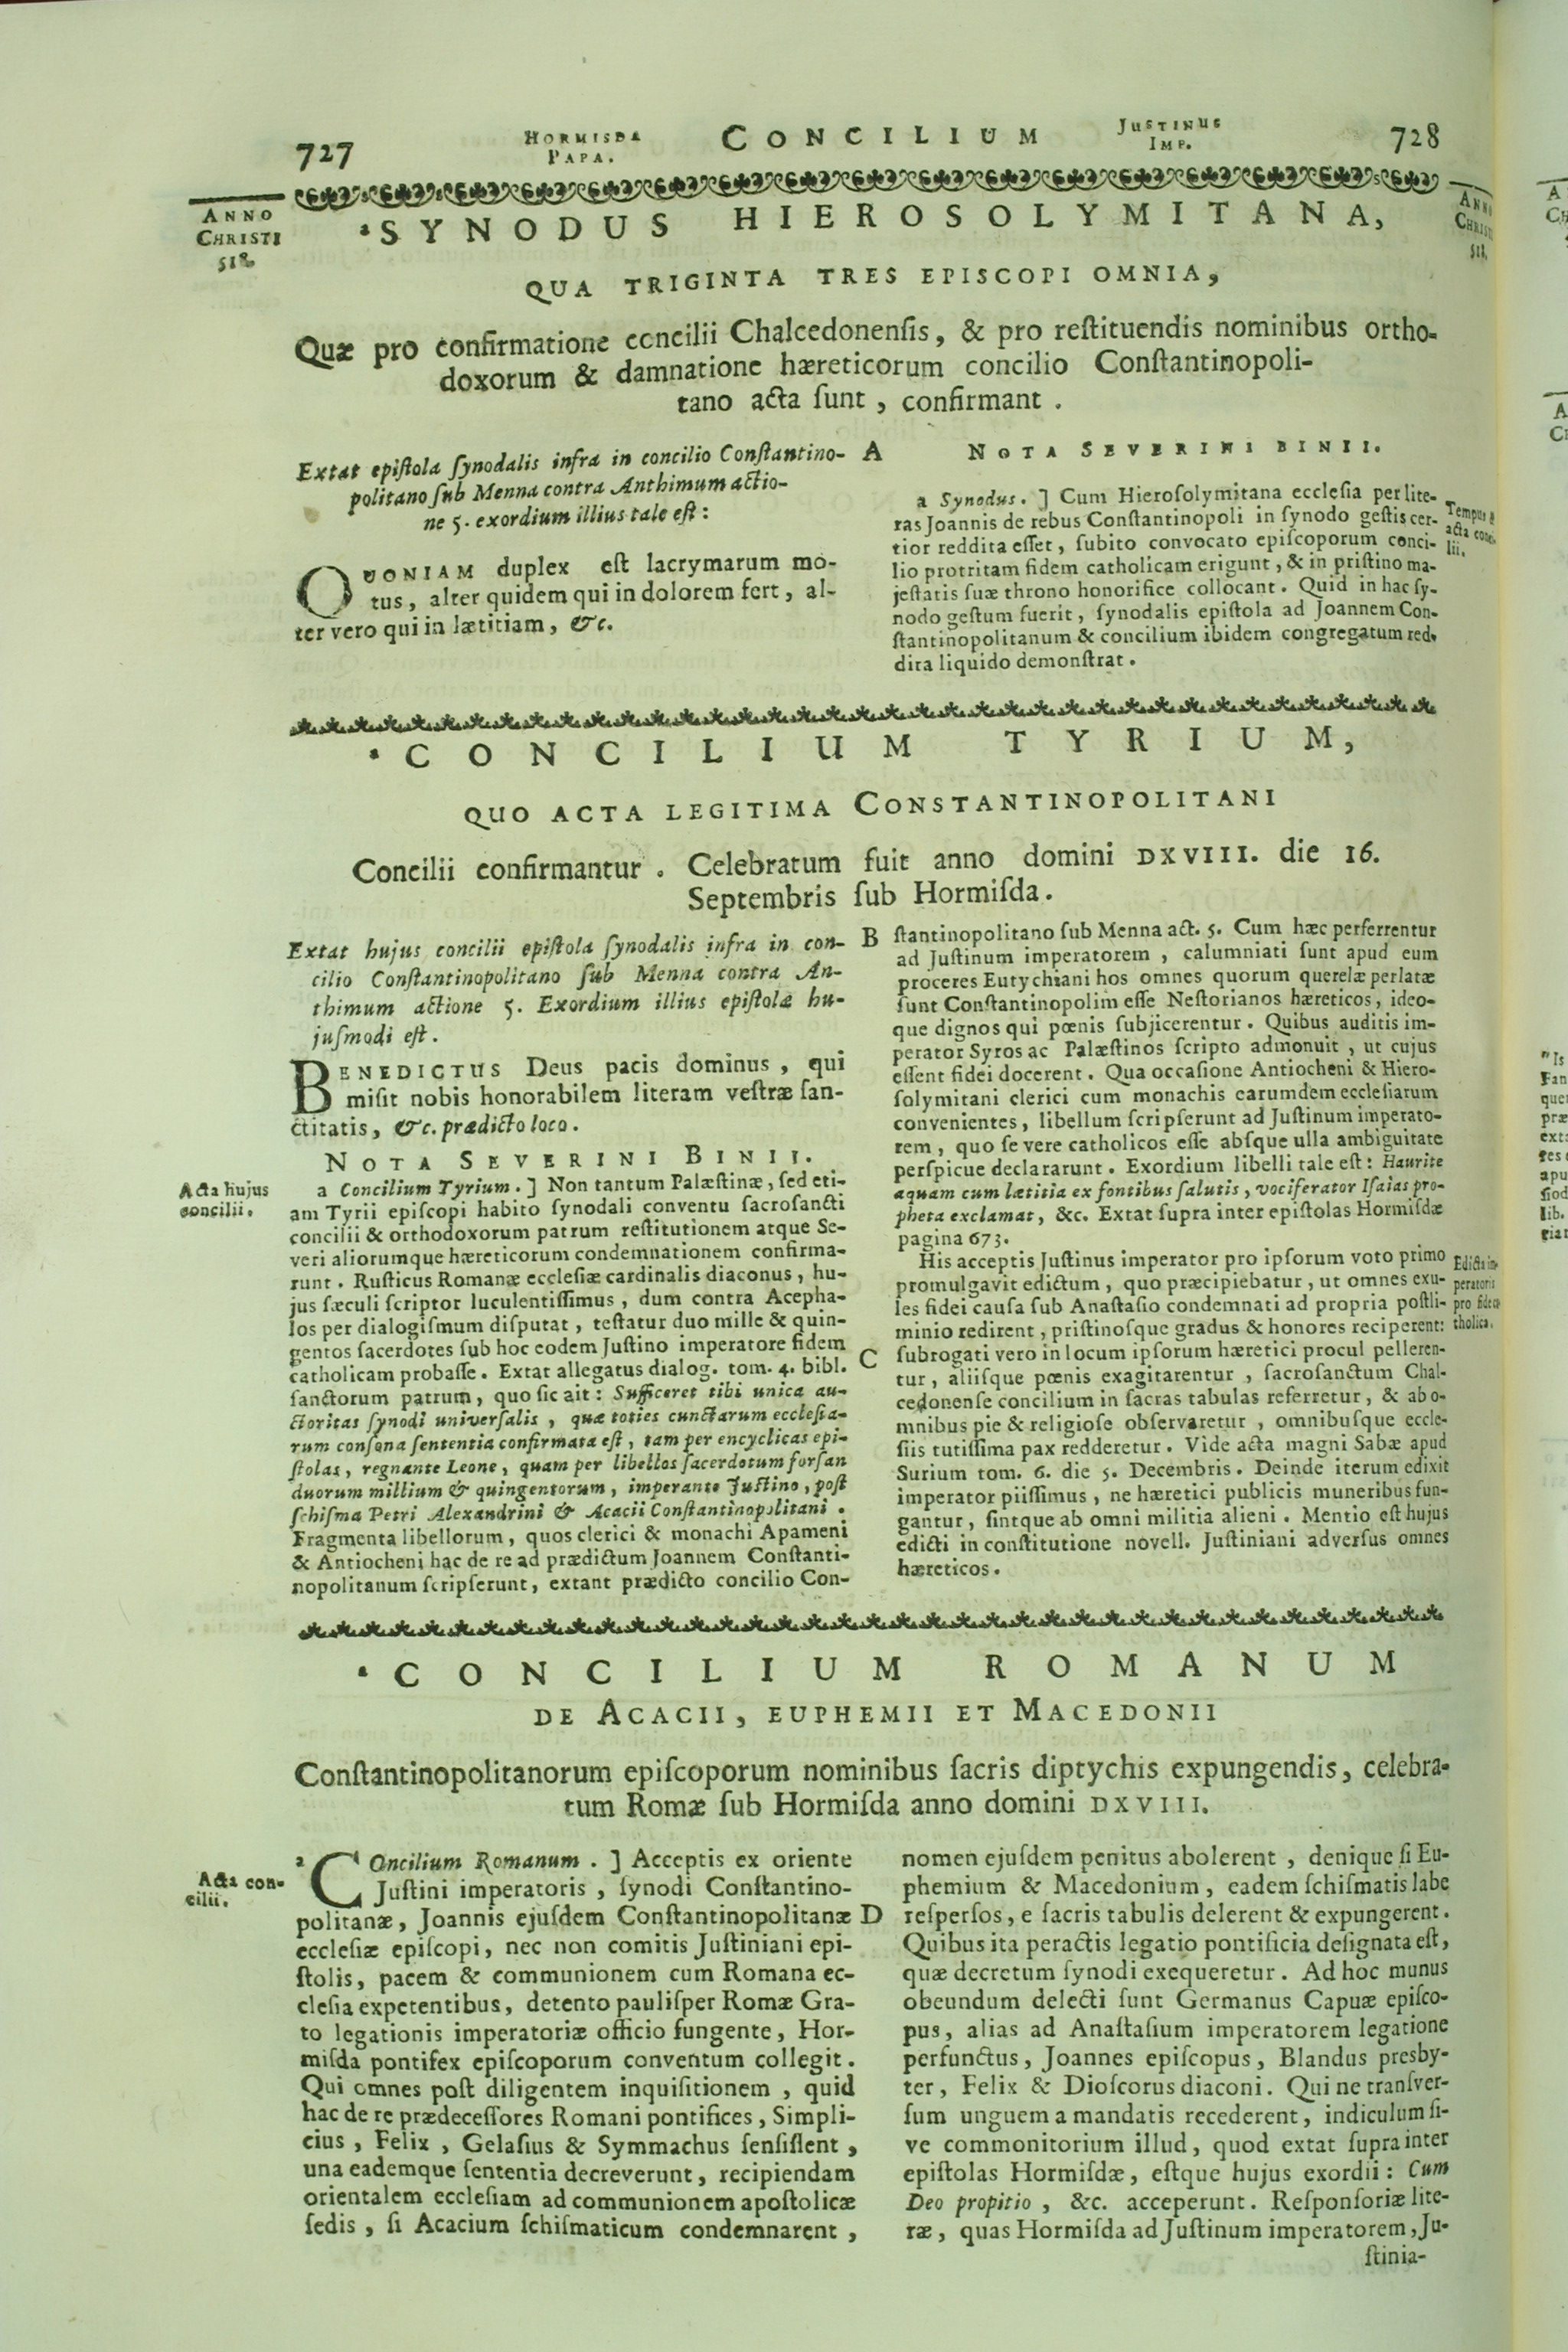 727
HORMISDA
PAPA.
CONCILIUM
JUSTINUS
IMP.
728
ANNO
CHRISTI
518.
ANNO
CHRISTI
518.
ª SYNODUS HIEROSOLYMITANA,
QUA TRIGINTA TRES EPISCOPI OMNIA,
Quæ pro confirmatione concilii Chalcedonenſis, & pro reſtituendis nominibus ortho-
doxorum & damnatione hæreticorum concilio Conſtantinopoli-
tano acta ſunt, confirmant.
Extat epiſtola ſynodalis infra in concilio Conſtantino-
politano ſub Menna contra Anthimum actio-
ne 5. exordium illius tale eſt:
QUONIAM duplex eſt lacrymarum mo-
tus, alter quidem qui in dolorem fert, al-
ter vero qui in lætitiam, &c.
A
NOTA SEVERINI BINII.
a Synodus.] Cum Hieroſolymitana eccleſia per lite-
ras Joannis de rebus Conſtantinopoli in ſynodo geſtis cer-
tior reddita eſſet, ſubito convocato epiſcoporum conci-
lio protritam fidem catholicam erigunt, & in priſtino ma-
jeſtatis ſuæ throno honorifice collocant. Quid in hac ſy-
nodo geſtum fuerit, ſynodalis epiſtola ad Joannem Con-
ſtantinopolitanum & concilium ibidem congregatum red-
dita liquido demonſtrat.
Tempus &
acta conci-
lii.
ª CONCILIUM TYRIUM,
QUO ACTA LEGITIMA CONSTANTINOPOLITANI
Concilii confirmantur. Celebratum fuit anno domini DXVIII. die 16.
Septembris ſub Hormiſda.
Extat hujus concilii epiſtola ſynodalis infra in con-
cilio Conſtantinopolitano ſub Menna contra An-
thimum actione 5. Exordium illius epiſtolæ hu-
juſmodi eſt.
BENEDICTUS Deus pacis dominus, qui
miſit nobis honorabilem literam veſtræ ſan-
ctitatis, &c. prædicto loco.
NOTA SEVERINI BINII.
Acta hujus
concilii.
a Concilium Tyrium.] Non tantum Palæſtinæ, ſed eti-
am Tyrii epiſcopi habito ſynodali conventu ſacroſancti
concilii & orthodoxorum patrum reſtitutionem atque Se-
veri aliorumque hæreticorum condemnationem confirma-
runt. Ruſticus Romanæ eccleſiæ cardinalis diaconus, hu-
jus ſæculi ſcriptor luculentiſſimus, dum contra Acepha-
los per dialogiſmum diſputat, teſtatur duo mille & quin-
gentos ſacerdotes ſub hoc eodem Juſtino imperatore fidem
catholicam probaſſe. Extat allegatus dialog. tom. 4. bibl.
ſanctorum patrum, quo ſic ait: Sufficeret tibi unica au-
ctoritas ſynodi univerſalis, quæ toties cunctarum eccleſia-
rum conſona ſententia confirmata eſt, tam per encyclicas epi-
ſtolas, regnante Leone, quam per libellos ſacerdotum forſan
duorum millium & quingentorum, imperante Juſtino, poſt
ſchiſma Petri Alexandrini & Acacii Conſtantinopolitani.
Fragmenta libellorum, quos clerici & monachi Apameni
& Antiocheni hac de re ad prædictum Joannem Conſtanti-
nopolitanum ſcripſerunt, extant prædicto concilio Con-
B
ſtantinopolitano ſub Menna act. 5. Cum hæc perferrentur
ad Juſtinum imperatorem, calumniati ſunt apud eum
proceres Eutychiani hos omnes quorum querelæ perlatæ
ſunt Conſtantinopolim eſſe Neſtorianos hæreticos, ideo-
que dignos qui pœnis ſubjicerentur. Quibus auditis im-
perator Syros ac Palæſtinos ſcripto admonuit, ut cujus
eſſent fidei docerent. Qua occaſione Antiocheni & Hiero-
ſolymitani clerici cum monachis earumdem eccleſiarum
convenientes, libellum ſcripſerunt ad Juſtinum imperato-
rem, quo ſe vere catholicos eſſe abſque ulla ambiguitate
perſpicue declararunt. Exordium libelli tale eſt: Haurite
aquam cum lætitia ex fontibus ſalutis, vociferator Iſaias pro-
pheta exclamat, &c. Extat ſupra inter epiſtolas Hormiſdæ
pagina 673.
His acceptis Juſtinus imperator pro ipſorum voto primo
promulgavit edictum, quo præcipiebatur, ut omnes exu-
les fidei cauſa ſub Anaſtaſio condemnati ad propria poſtli-
minio redirent, priſtinoſque gradus & honores reciperent:
C
ſubrogati vero in locum ipſorum hæretici procul pelleren-
tur, aliiſque pœnis exagitarentur, ſacroſanctum Chal-
cedonenſe concilium in ſacras tabulas referretur, & ab o-
mnibus pie & religioſe obſervaretur, omnibuſque eccle-
ſiis tutiſſima pax redderetur. Vide acta magni Sabæ apud
Surium tom. 6. die 5. Decembris. Deinde iterum edixit
imperator piiſſimus, ne hæretici publicis muneribus fun-
gantur, ſintque ab omni militia alieni. Mentio eſt hujus
edicti in conſtitutione novell. Juſtiniani adverſus omnes
hæreticos.
Edicta im-
peratoris
pro fide ca-
tholica.
ª CONCILIUM ROMANUM
DE ACACII, EUPHEMII ET MACEDONII
Conſtantinopolitanorum epiſcoporum nominibus ſacris diptychis expungendis, celebra-
tum Romæ ſub Hormiſda anno domini DXVIII.
Acta con-
cilii.
ª COncilium Romanum.] Acceptis ex oriente
Juſtini imperatoris, ſynodi Conſtantino-
politanæ, Joannis ejuſdem Conſtantinopolitanæ
eccleſiæ epiſcopi, nec non comitis Juſtiniani epi-
ſtolis, pacem & communionem cum Romana ec-
cleſia expetentibus, detento pauliſper Romæ Gra-
to legationis imperatoriæ officio fungente, Hor-
miſda pontifex epiſcoporum conventum collegit.
Qui omnes poſt diligentem inquiſitionem, quid
hac de re prædeceſſores Romani pontifices, Simpli-
cius, Felix, Gelaſius & Symmachus ſenſiſſent,
una eademque ſententia decreverunt, recipiendam
orientalem eccleſiam ad communionem apoſtolicæ
ſedis, ſi Acacium ſchiſmaticum condemnarent,
D
nomen ejuſdem penitus abolerent, denique ſi Eu-
phemium & Macedonium, eadem ſchiſmatis labe
reſperſos, e ſacris tabulis delerent & expungerent.
Quibus ita peractis legatio pontificia deſignata eſt,
quæ decretum ſynodi exequeretur. Ad hoc munus
obeundum delecti ſunt Germanus Capuæ epiſco-
pus, alias ad Anaſtaſium imperatorem legatione
perfunctus, Joannes epiſcopus, Blandus presby-
ter, Felix & Dioſcorus diaconi. Qui ne tranſver-
ſum unguem a mandatis recederent, indiculum ſi-
ve commonitorium illud, quod extat ſupra inter
epiſtolas Hormiſdæ, eſtque hujus exordii: Cum
Deo propitio, &c. acceperunt. Reſponſoriæ lite-
ræ, quas Hormiſda ad Juſtinum imperatorem, Ju-
ſtinia-